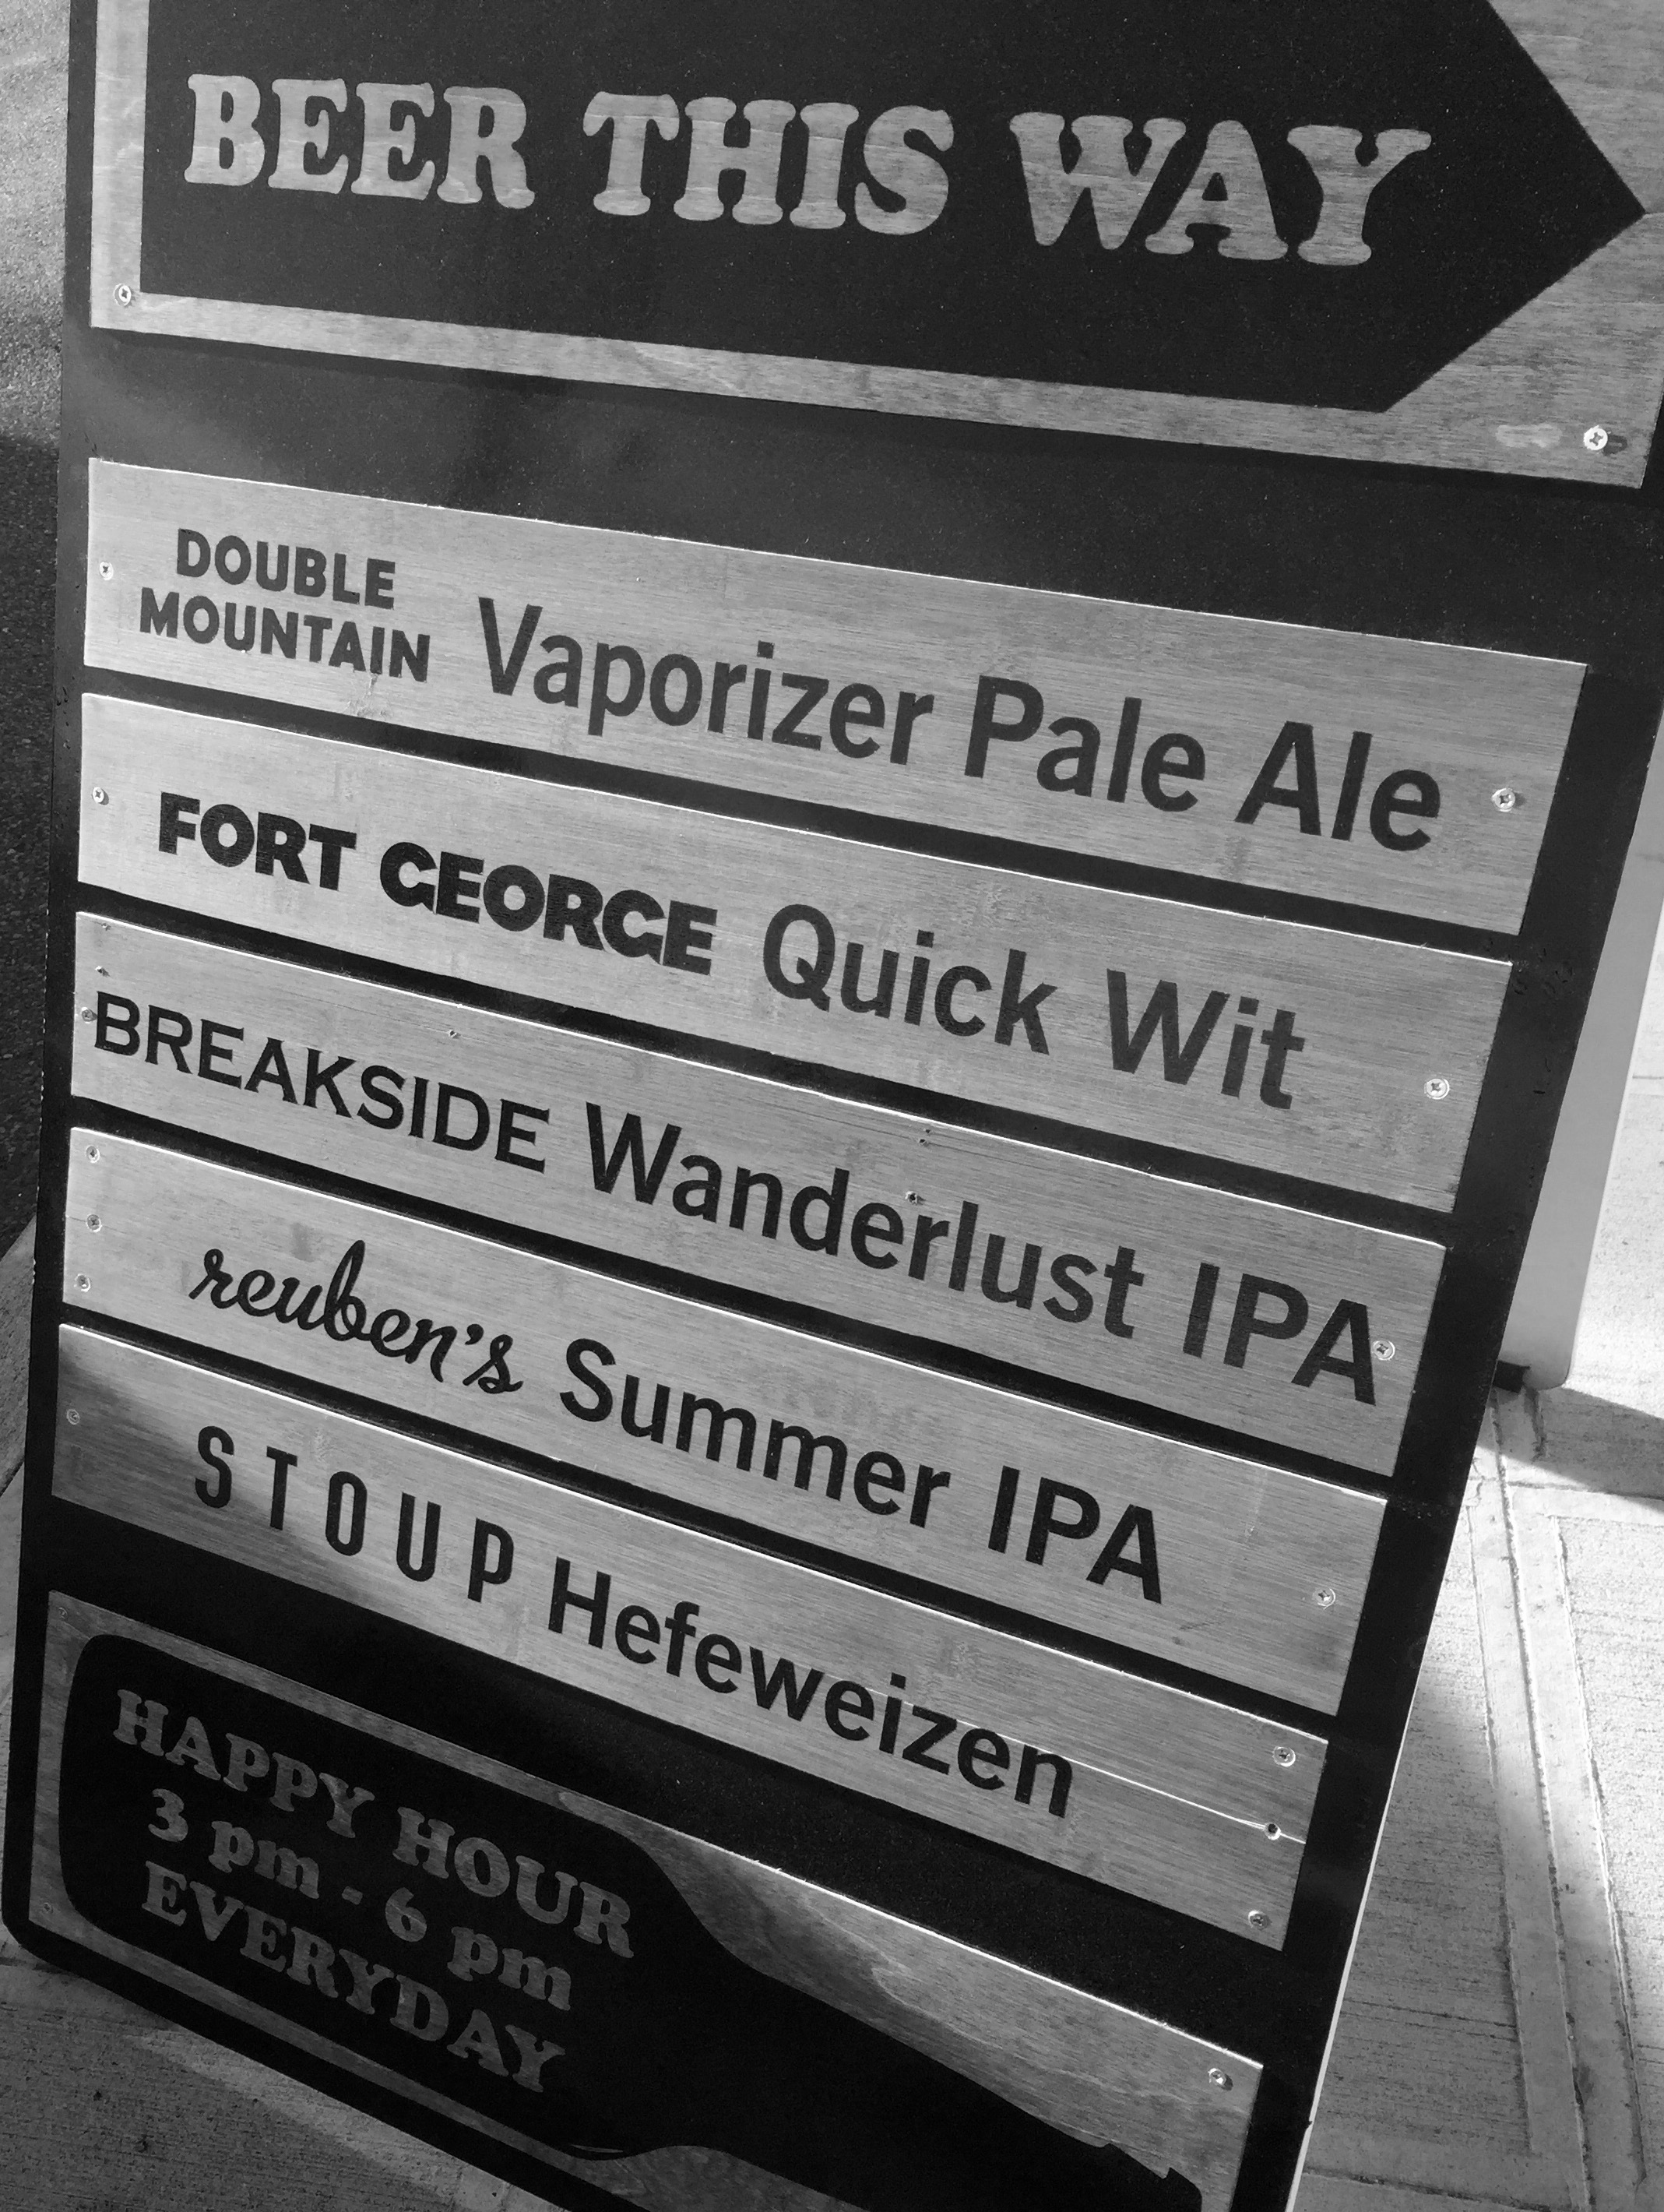 BEER THIS WAY
DOUBLE
MOUNTAIN Vaporizer Pale Ale
FORT GEORGE Quick Wit
BREAKSIDE Wanderlust IPA
reuben's Summer IPA
STOUP Hefeweizen
HAPPY HOUR
3 pm - 6 pm
EVERYDAY